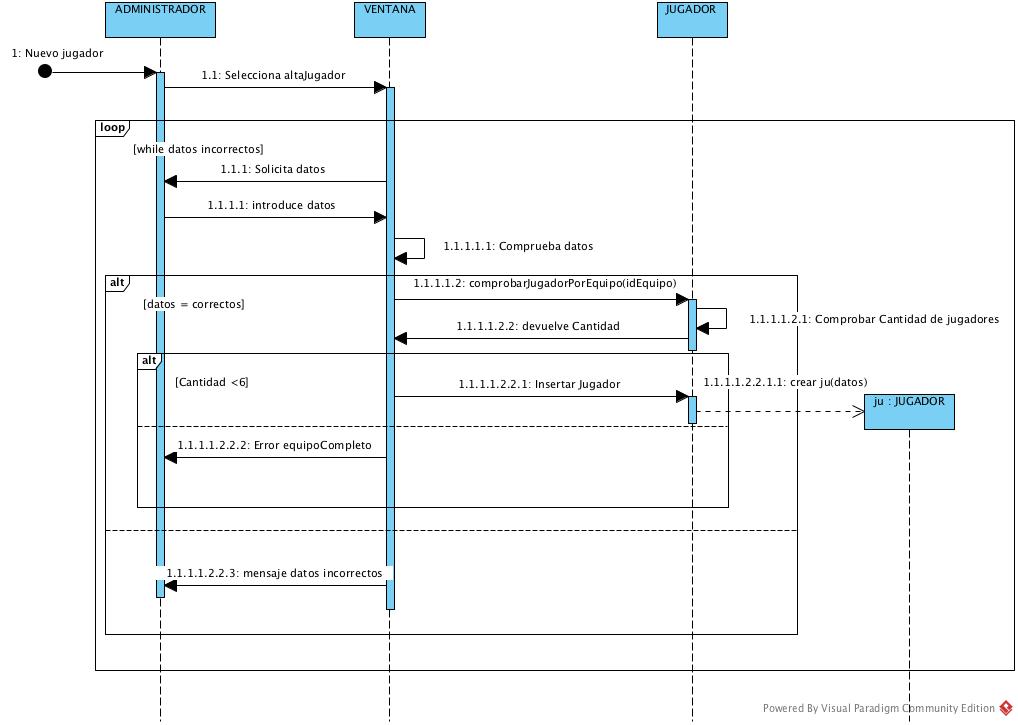 ADMINISTRADOR
VENTANA
JUGADOR
1: Nuevo jugador
1.1: Selecciona altaJugador
loop
[while datos incorrectos]
1.1.1: Solicita datos
1.1.1.1: introduce datos
1.1.1.1.1: Comprueba datos
alt
1.1.1.1.2: comprobarJugadorPorEquipo(idEquipo)
[datos = correctos]
1.1.1.1.2.1: Comprobar Cantidad de jugadores
1.1.1.1.2.2: devuelve Cantidad
alt
[Cantidad <6]
1.1.1.1.2.2.1: Insertar Jugador
1.1.1.1.2.2.1.1: crear ju(datos)
ju : JUGADOR
1.1.1.1.2.2.2: Error equipoCompleto
1.1.1.1.2.2.3: mensaje datos incorrectos
Powered By Visual Paradigm Community Edition